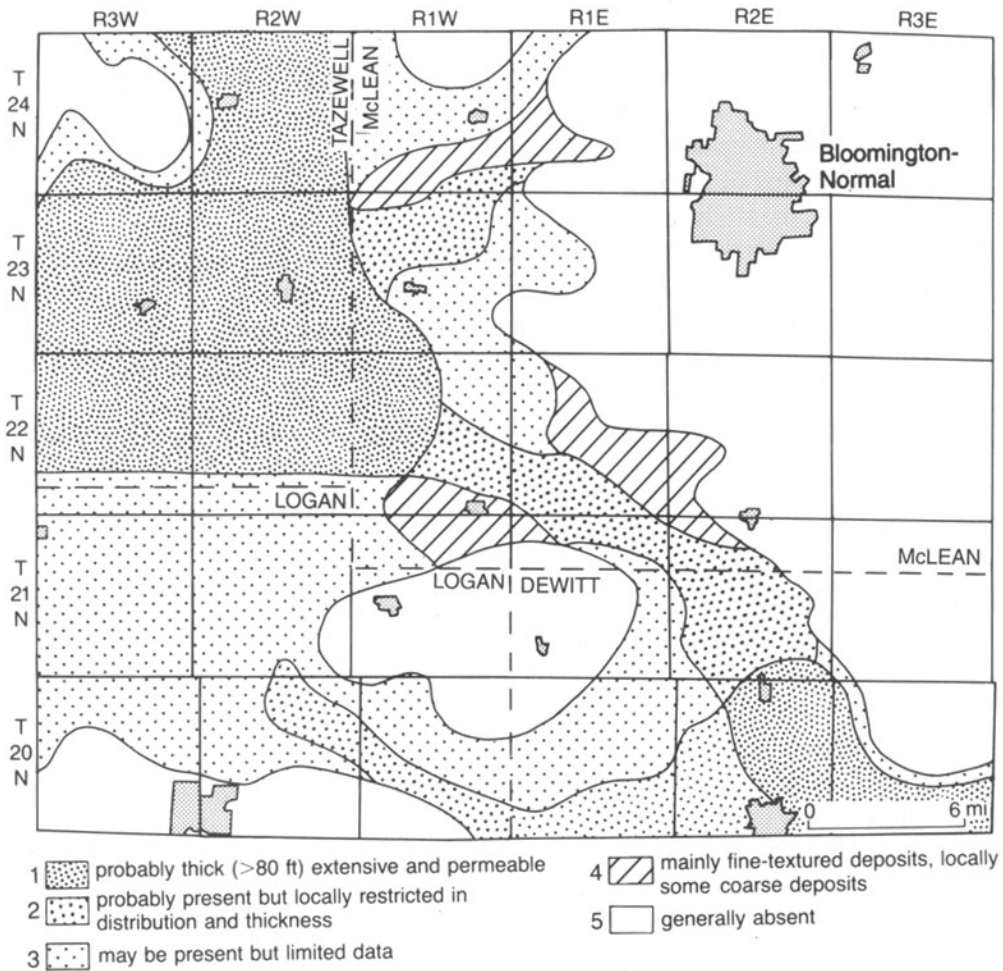 R3W R2W R1W R1E R2E R3E
T
24
N
TAZEWELL
McLEAN
Bloomington-
Normal
T
23
N
T
22
N
LOGAN
T
21
N
McLEAN
LOGAN
DEWITT
T
20
N
0 6 mi
1 probably thick (>80 ft) extensive and permeable
2 probably present but locally restricted in
distribution and thickness
3 may be present but limited data
4 mainly fine-textured deposits, locally
some coarse deposits
5 generally absent